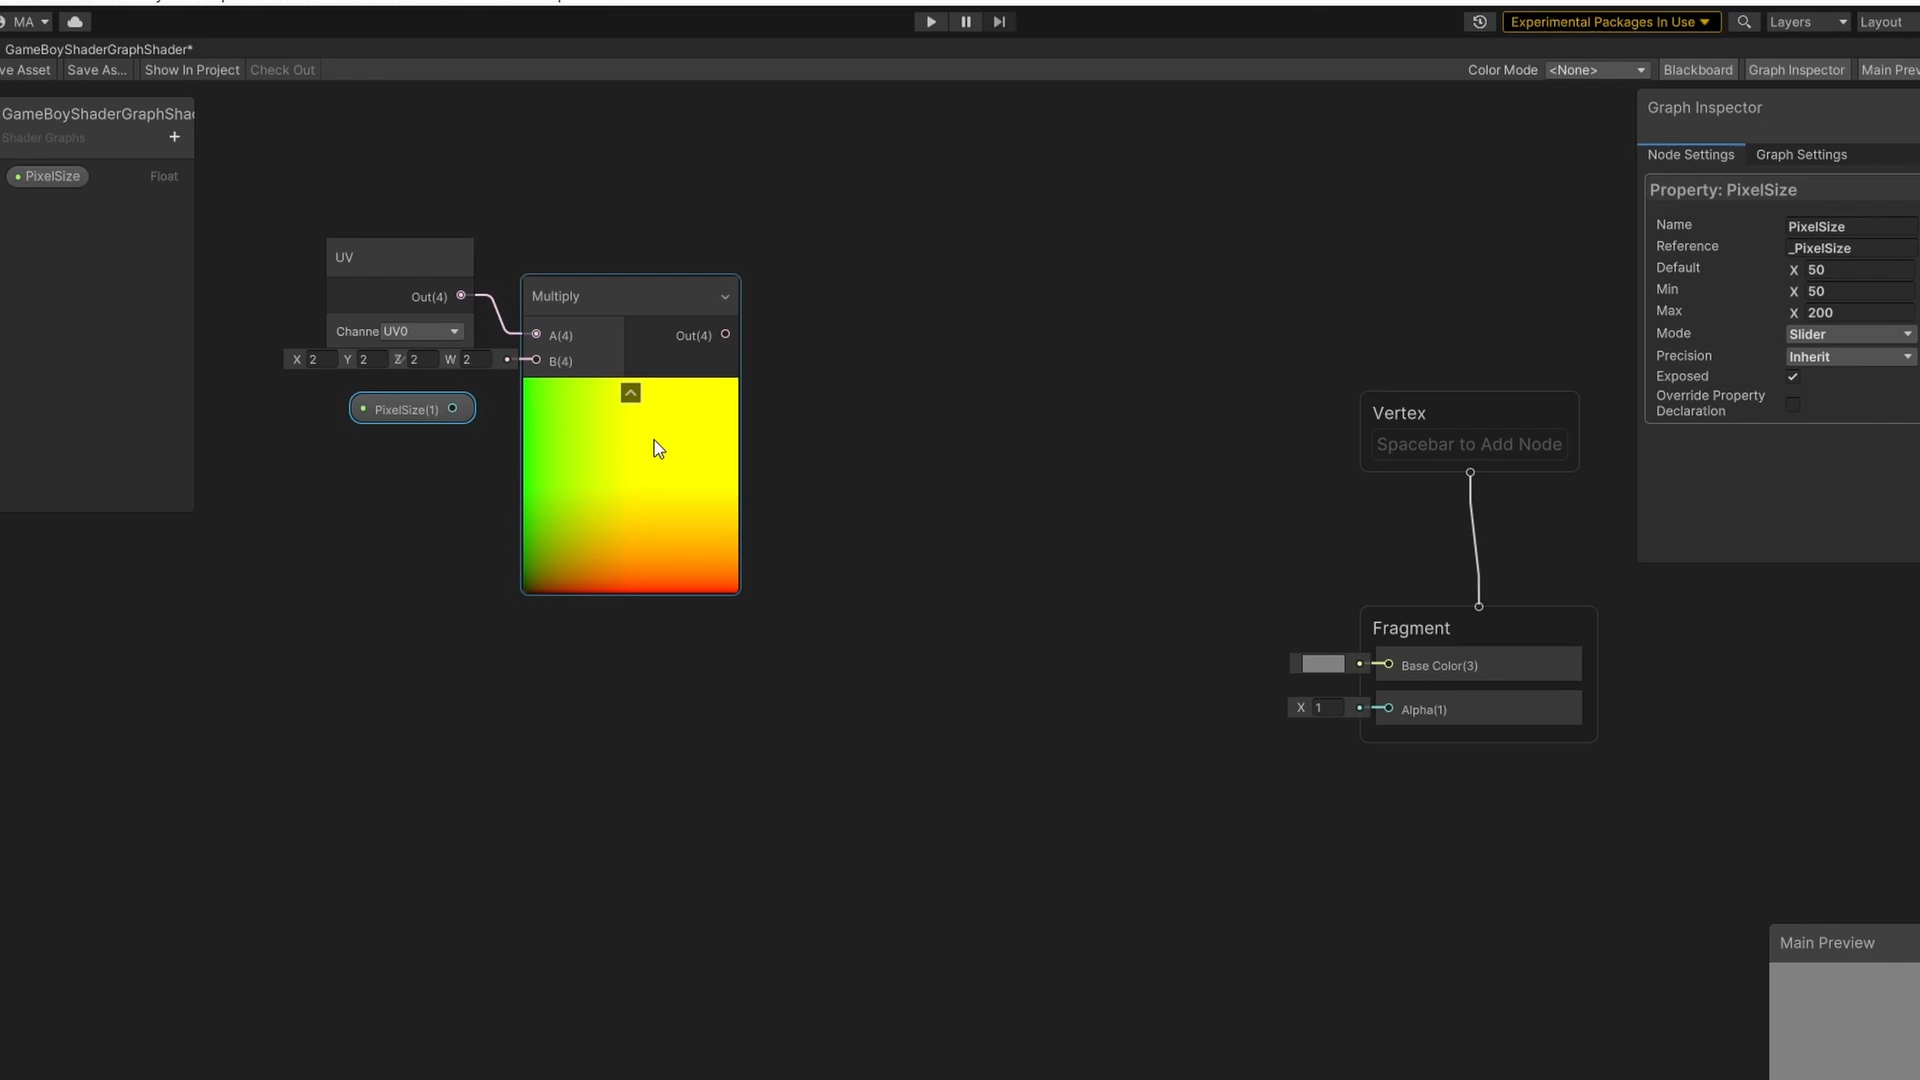 MA
Experimental Packages In Use
Layers
Layout
GameBoyShaderGraphShader*
ve Asset
Save As...
Show In Project
Check Out
Color Mode
<None>
Blackboard
Graph Inspector
Main Prev
GameBoyShaderGraphShad
Shader Graphs
+
PixelSize
Float
UV
Out(4)
Channe
UV0
X 2 Y 2 Z 2 W 2
PixelSize(1)
Multiply
A(4)
Out(4)
B(4)
Vertex
Spacebar to Add Node
Fragment
Base Color(3)
X 1
Alpha(1)
Graph Inspector
Node Settings
Graph Settings
Property: PixelSize
Name PixelSize
Reference _PixelSize
Default X 50
Min X 50
Max X 200
Mode Slider
Precision Inherit
Exposed
Override Property
Declaration
Main Preview